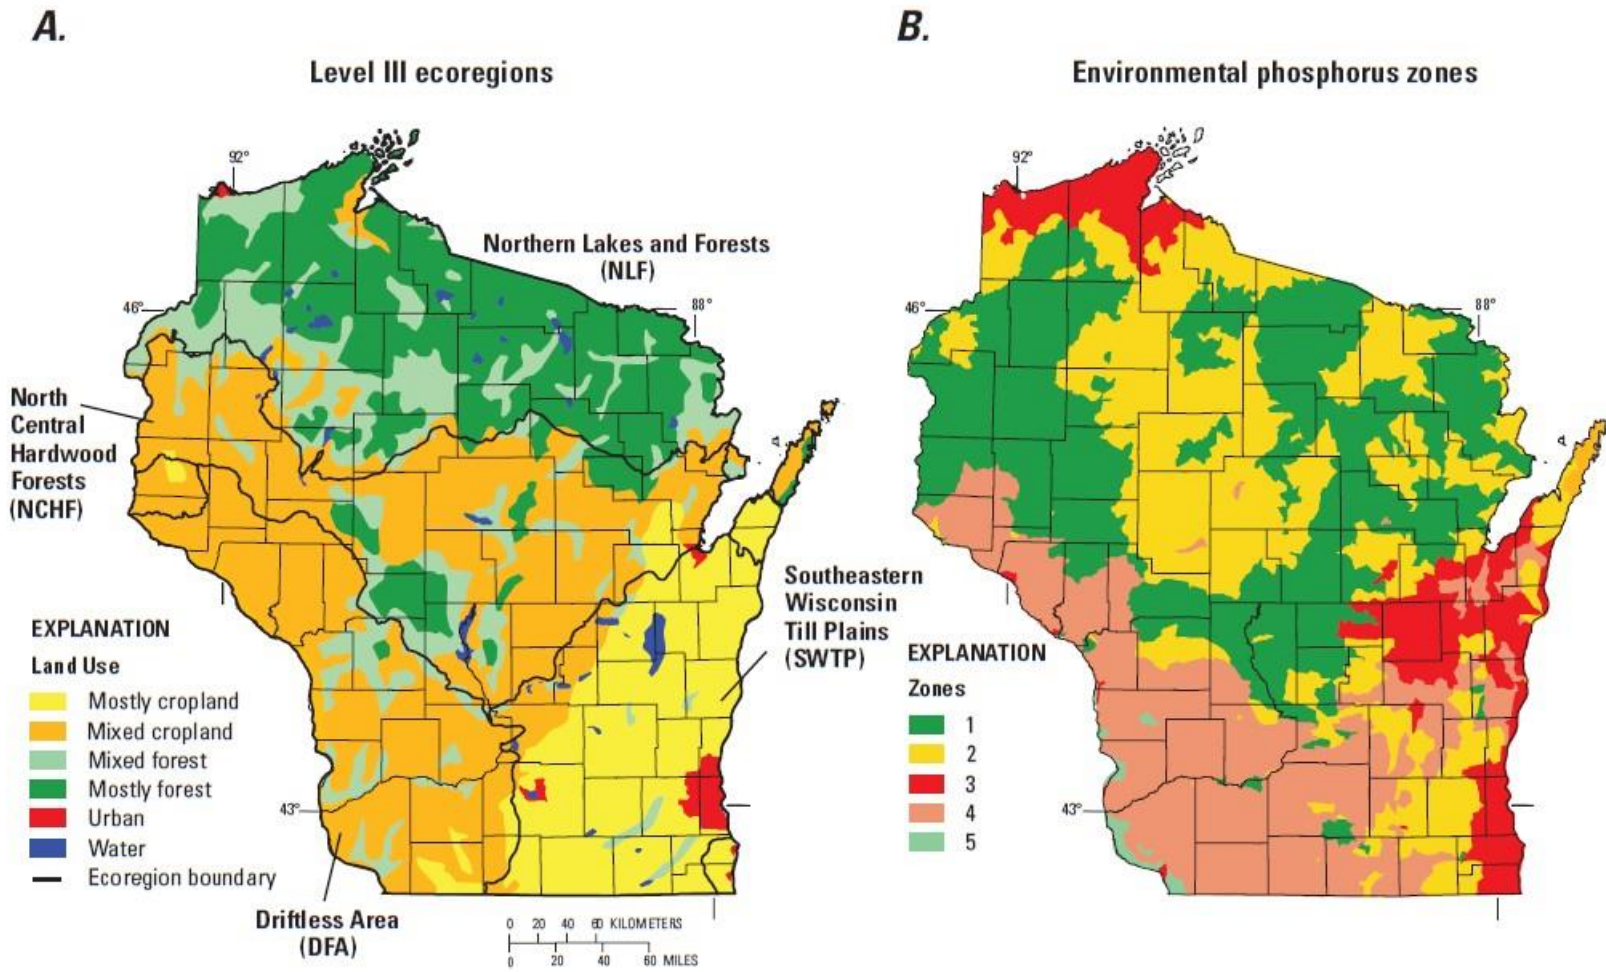 A.
Level III ecoregions
92°
Northern Lakes and Forests
(NLF)
46°
88°
North
Central
Hardwood
Forests
(NCHF)
Southeastern
Wisconsin
Till Plains
(SWTP)
EXPLANATION
Land Use
Mostly cropland
Mixed cropland
Mixed forest
Mostly forest
Urban
Water
Ecoregion boundary
43°
Driftless Area
(DFA)
0 20 40 60 KILOMETERS
0 20 40 60 MILES
B.
Environmental phosphorus zones
92°
46°
88°
EXPLANATION
Zones
1
2
3
4
5
43°